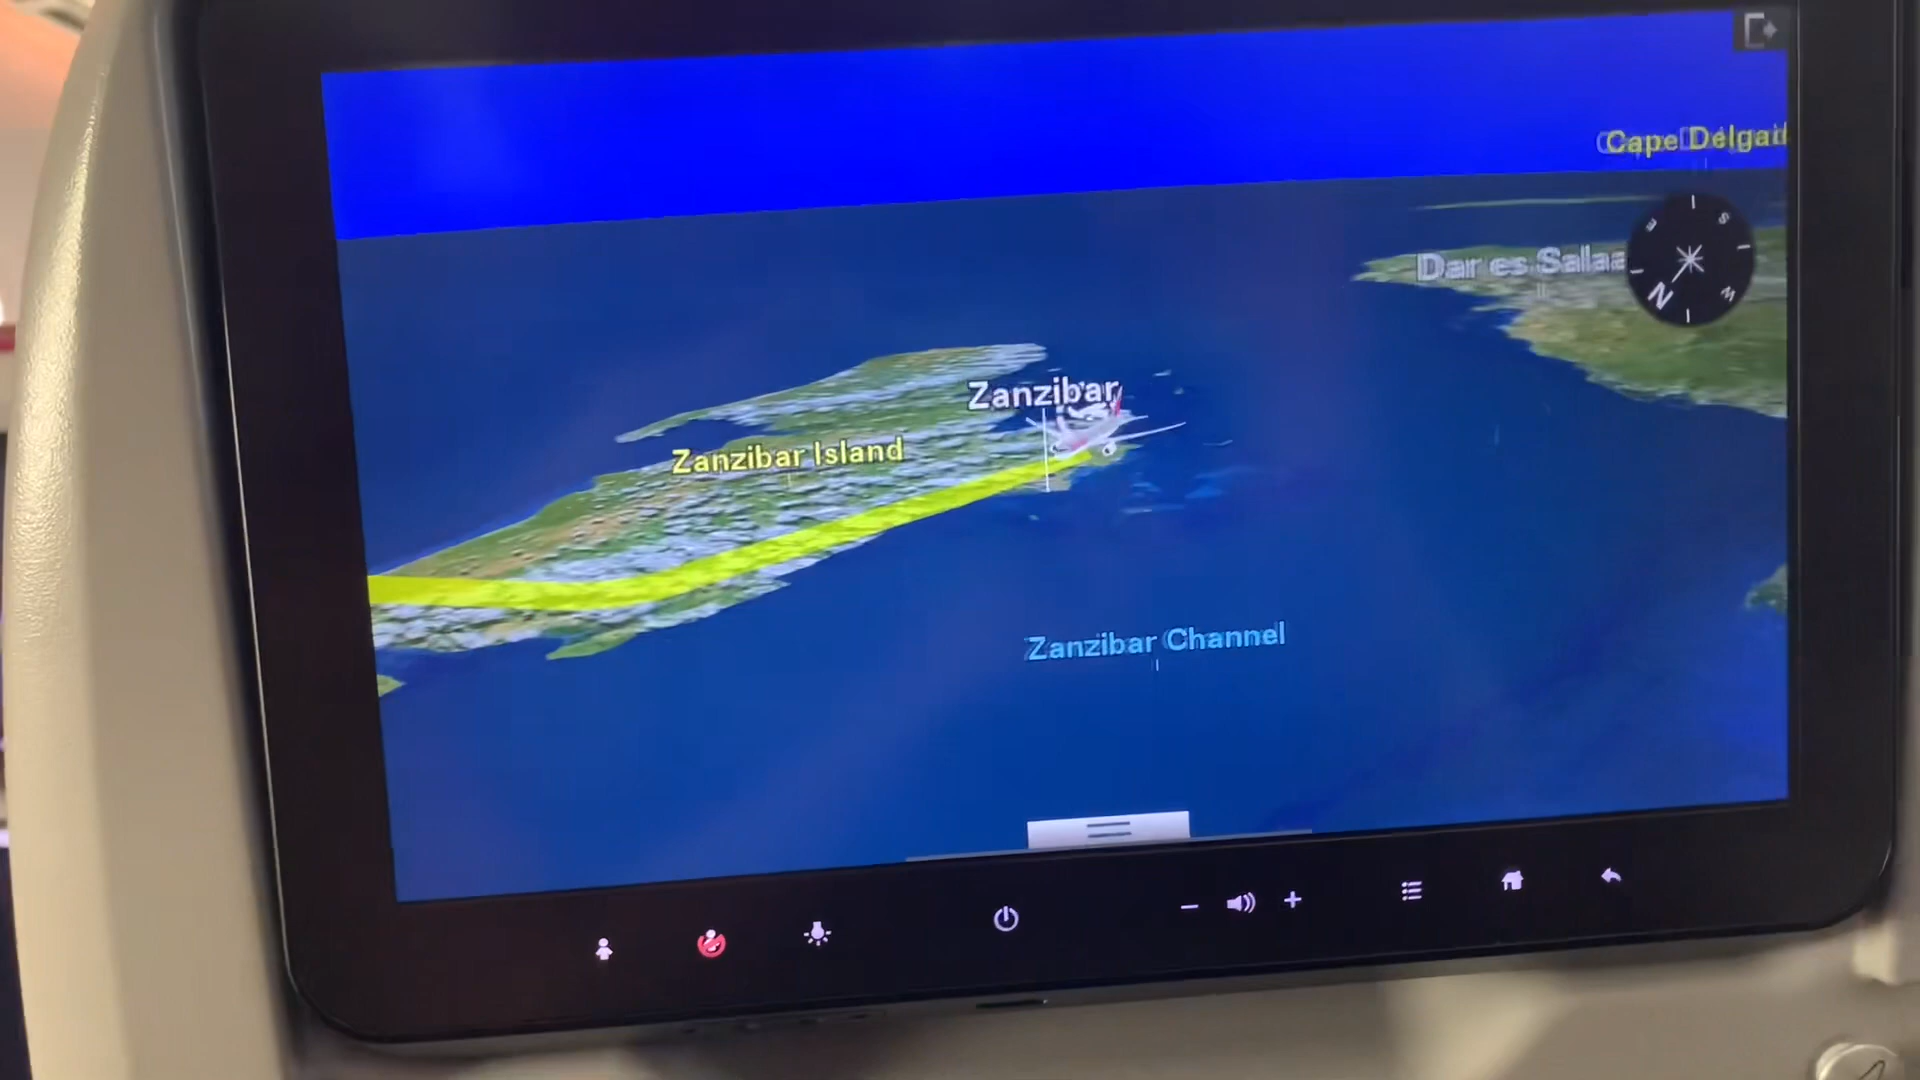 Cape Delgad
Dar es Salaa
E
S
N
W
Zanzibar
Zanzibar Island
Zanzibar Channel